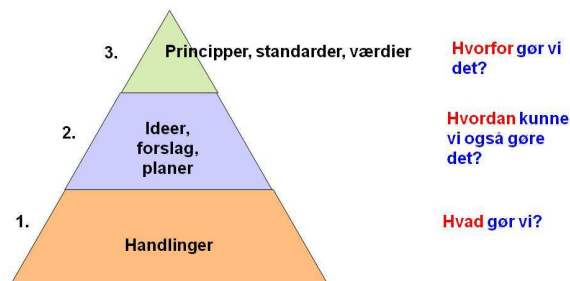 3. Principper, standarder, værdier
Hvorfor gør vi
det?
2. Ideer,
forslag,
planer
Hvordan kunne
vi også gøre
det?
1. Handlinger
Hvad gør vi?